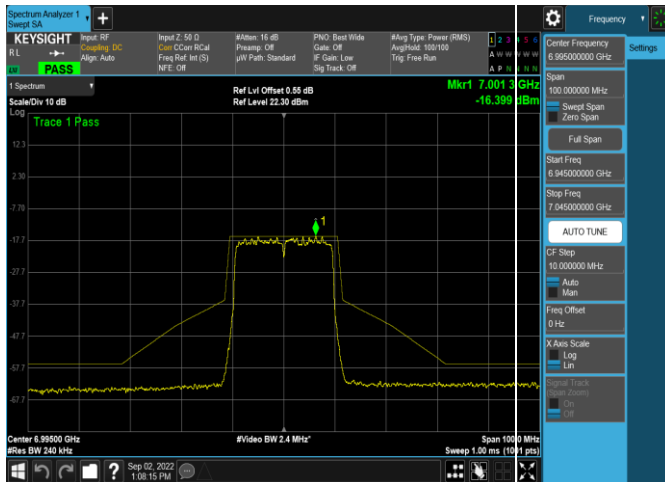 Spectrum Analyzer 1
Swept SA
Frequency
KEYSIGHT
R L
LW
PASS
Input: RF
Coupling: DC
Align: Auto
Input Z: 50 Ω
Corr CCorr RCal
Freq Ref: Int (S)
NFE: Off
#Atten: 16 dB
Preamp: Off
µW Path: Standard
PNO: Best Wide
Gate: Off
IF Gain: Low
Sig Track: Off
#Avg Type: Power (RMS)
Avg|Hold: 100/100
Trig: Free Run
1 2 3 4 5 6
A W W W W W
A P N N N N
1 Spectrum
Scale/Div 10 dB
Log
Ref Lvl Offset 0.55 dB
Ref Level 22.30 dBm
Mkr1 7.001 3 GHz
-16.399 dBm
Trace 1 Pass
12.3
2.30
-7.70
-17.7
-27.7
-37.7
-47.7
-57.7
-67.7
1
Center 6.99500 GHz
#Res BW 240 kHz
#Video BW 2.4 MHz*
Span 100.0 MHz
Sweep 1.00 ms (1001 pts)
Sep 02, 2022
1:08:15 PM
Center Frequency
6.995000000 GHz
Span
100.000000 MHz
Swept Span
Zero Span
Full Span
Start Freq
6.945000000 GHz
Stop Freq
7.045000000 GHz
AUTO TUNE
CF Step
10.000000 MHz
Auto
Man
Freq Offset
0 Hz
X Axis Scale
Log
Lin
Signal Track
(Span Zoom)
On
Off
Settings